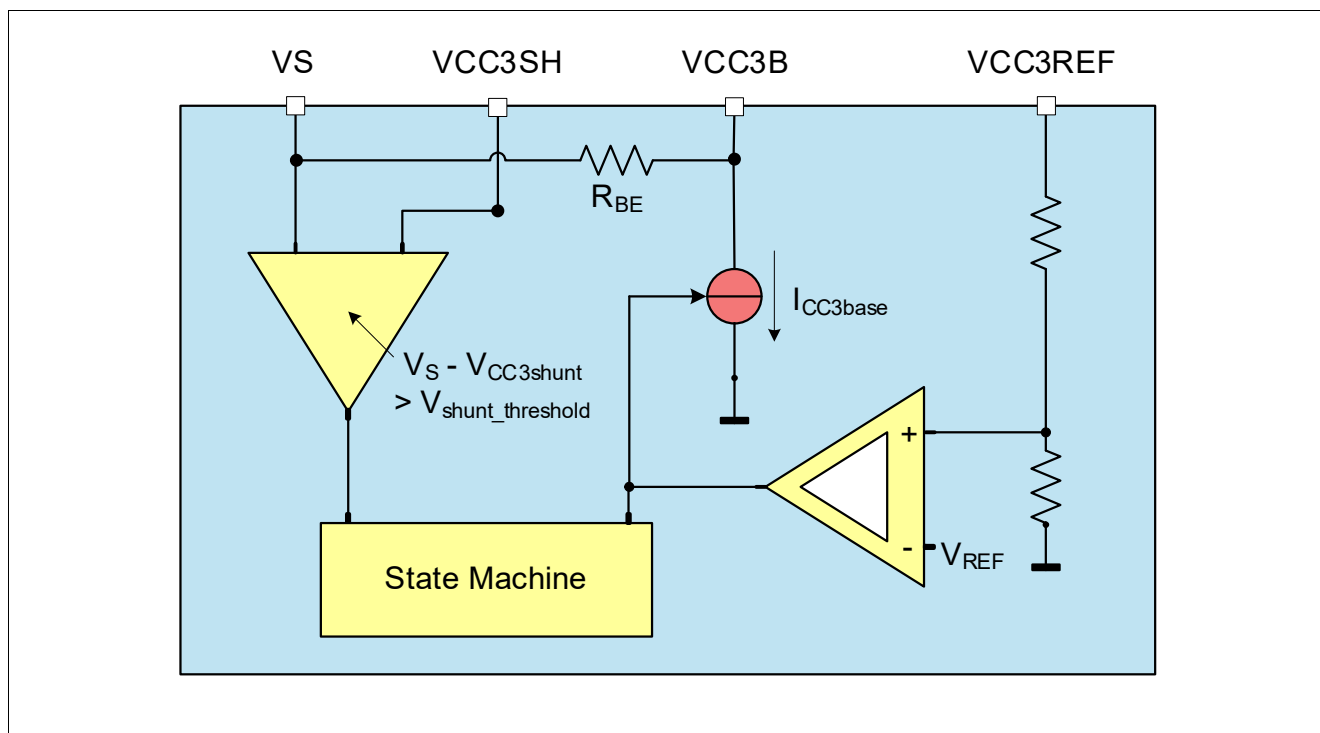 VS
VCC3SH
VCC3B
VCC3REF
RBE
ICC3base
VS - VCC3shunt
> Vshunt_threshold
+
- VREF
State Machine